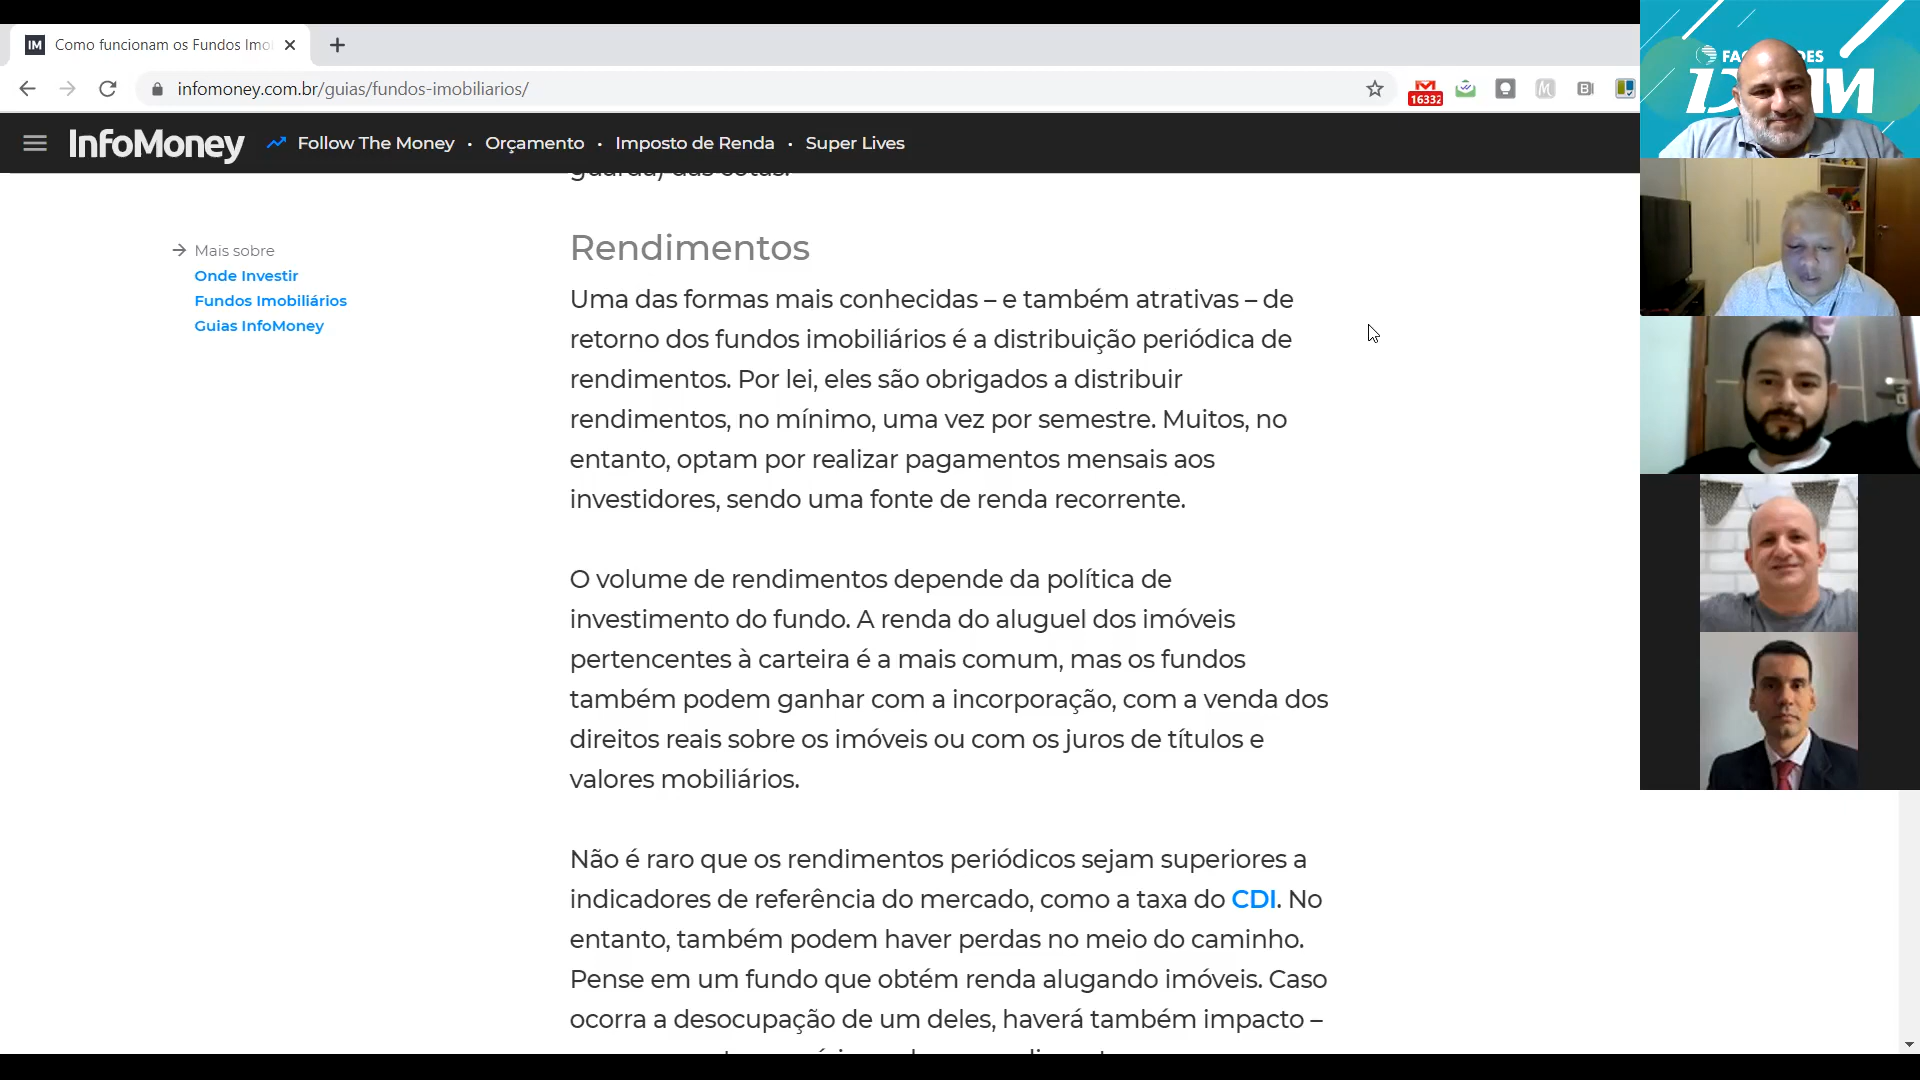 IM Como funcionam os Fundos Imo
infomoney.com.br/guias/fundos-imobiliarios/
16332
InfoMoney Follow The Money · Orçamento · Imposto de Renda · Super Lives
guarda) das cotas.
Mais sobre
Onde Investir
Fundos Imobiliários
Guias InfoMoney
Rendimentos
Uma das formas mais conhecidas – e também atrativas – de
retorno dos fundos imobiliários é a distribuição periódica de
rendimentos. Por lei, eles são obrigados a distribuir
rendimentos, no mínimo, uma vez por semestre. Muitos, no
entanto, optam por realizar pagamentos mensais aos
investidores, sendo uma fonte de renda recorrente.
O volume de rendimentos depende da política de
investimento do fundo. A renda do aluguel dos imóveis
pertencentes à carteira é a mais comum, mas os fundos
também podem ganhar com a incorporação, com a venda dos
direitos reais sobre os imóveis ou com os juros de títulos e
valores mobiliários.
Não é raro que os rendimentos periódicos sejam superiores a
indicadores de referência do mercado, como a taxa do CDI. No
entanto, também podem haver perdas no meio do caminho.
Pense em um fundo que obtém renda alugando imóveis. Caso
ocorra a desocupação de um deles, haverá também impacto –